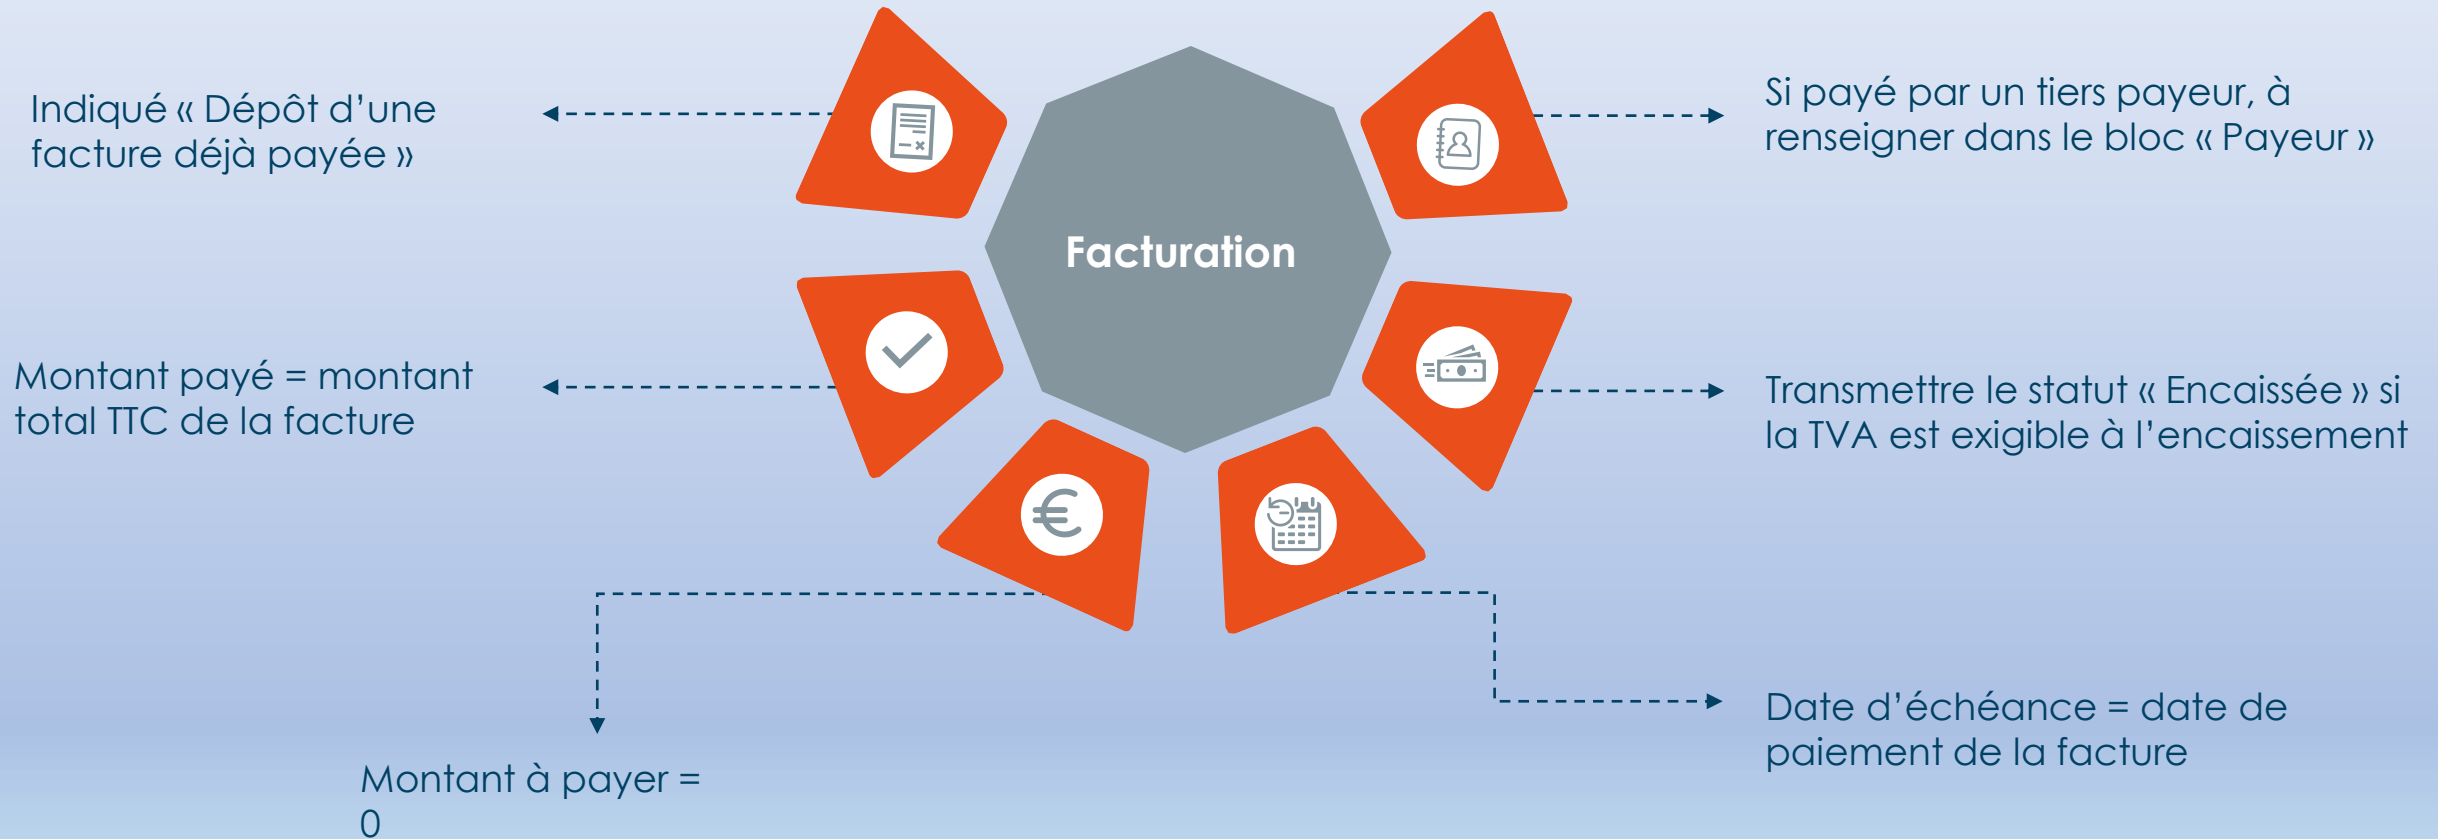 Indiqué « Dépôt d’une
facture déjà payée »
Montant payé = montant
total TTC de la facture
Montant à payer =
0
Facturation
Si payé par un tiers payeur, à
renseigner dans le bloc « Payeur »
Transmettre le statut « Encaissée » si
la TVA est exigible à l’encaissement
Date d’échéance = date de
paiement de la facture